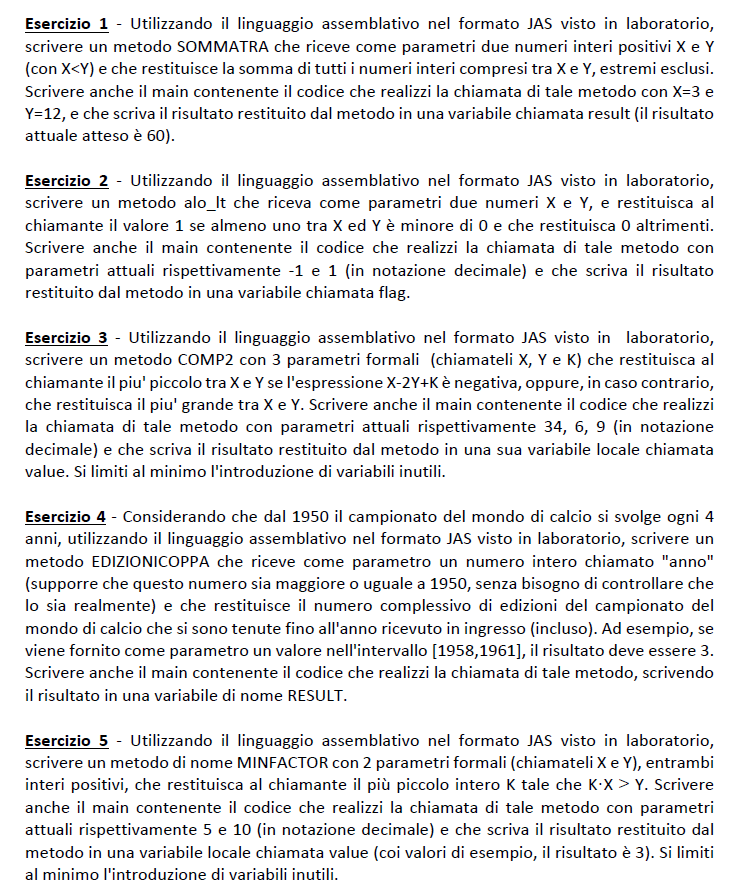 Esercizio 1 - Utilizzando il linguaggio assemblativo nel formato JAS visto in laboratorio,
scrivere un metodo SOMMATRA che riceve come parametri due numeri interi positivi X e Y
(con X<Y) e che restituisce la somma di tutti i numeri interi compresi tra X e Y, estremi esclusi.
Scrivere anche il main contenente il codice che realizzi la chiamata di tale metodo con X=3 e
Y=12, e che scriva il risultato restituito dal metodo in una variabile chiamata result (il risultato
attuale atteso è 60).
Esercizio 2 - Utilizzando il linguaggio assemblativo nel formato JAS visto in laboratorio,
scrivere un metodo alo_lt che riceva come parametri due numeri X e Y, e restituisca al
chiamante il valore 1 se almeno uno tra X ed Y è minore di 0 e che restituisca 0 altrimenti.
Scrivere anche il main contenente il codice che realizzi la chiamata di tale metodo con
parametri attuali rispettivamente -1 e 1 (in notazione decimale) e che scriva il risultato
restituito dal metodo in una variabile chiamata flag.
Esercizio 3 - Utilizzando il linguaggio assemblativo nel formato JAS visto in laboratorio,
scrivere un metodo COMP2 con 3 parametri formali (chiamateli X, Y e K) che restituisca al
chiamante il piu' piccolo tra X e Y se l'espressione X-2Y+K è negativa, oppure, in caso contrario,
che restituisca il piu' grande tra X e Y. Scrivere anche il main contenente il codice che realizzi
la chiamata di tale metodo con parametri attuali rispettivamente 34, 6, 9 (in notazione
decimale) e che scriva il risultato restituito dal metodo in una sua variabile locale chiamata
value. Si limiti al minimo l'introduzione di variabili inutili.
Esercizio 4 - Considerando che dal 1950 il campionato del mondo di calcio si svolge ogni 4
anni, utilizzando il linguaggio assemblativo nel formato JAS visto in laboratorio, scrivere un
metodo EDIZIONICOPPA che riceve come parametro un numero intero chiamato "anno"
(supporre che questo numero sia maggiore o uguale a 1950, senza bisogno di controllare che
lo sia realmente) e che restituisce il numero complessivo di edizioni del campionato del
mondo di calcio che si sono tenute fino all'anno ricevuto in ingresso (incluso). Ad esempio, se
viene fornito come parametro un valore nell'intervallo [1958,1961], il risultato deve essere 3.
Scrivere anche il main contenente il codice che realizzi la chiamata di tale metodo, scrivendo
il risultato in una variabile di nome RESULT.
Esercizio 5 - Utilizzando il linguaggio assemblativo nel formato JAS visto in laboratorio,
scrivere un metodo di nome MINFACTOR con 2 parametri formali (chiamateli X e Y), entrambi
interi positivi, che restituisca al chiamante il più piccolo intero K tale che K·X > Y. Scrivere
anche il main contenente il codice che realizzi la chiamata di tale metodo con parametri
attuali rispettivamente 5 e 10 (in notazione decimale) e che scriva il risultato restituito dal
metodo in una variabile locale chiamata value (coi valori di esempio, il risultato è 3). Si limiti
al minimo l'introduzione di variabili inutili.